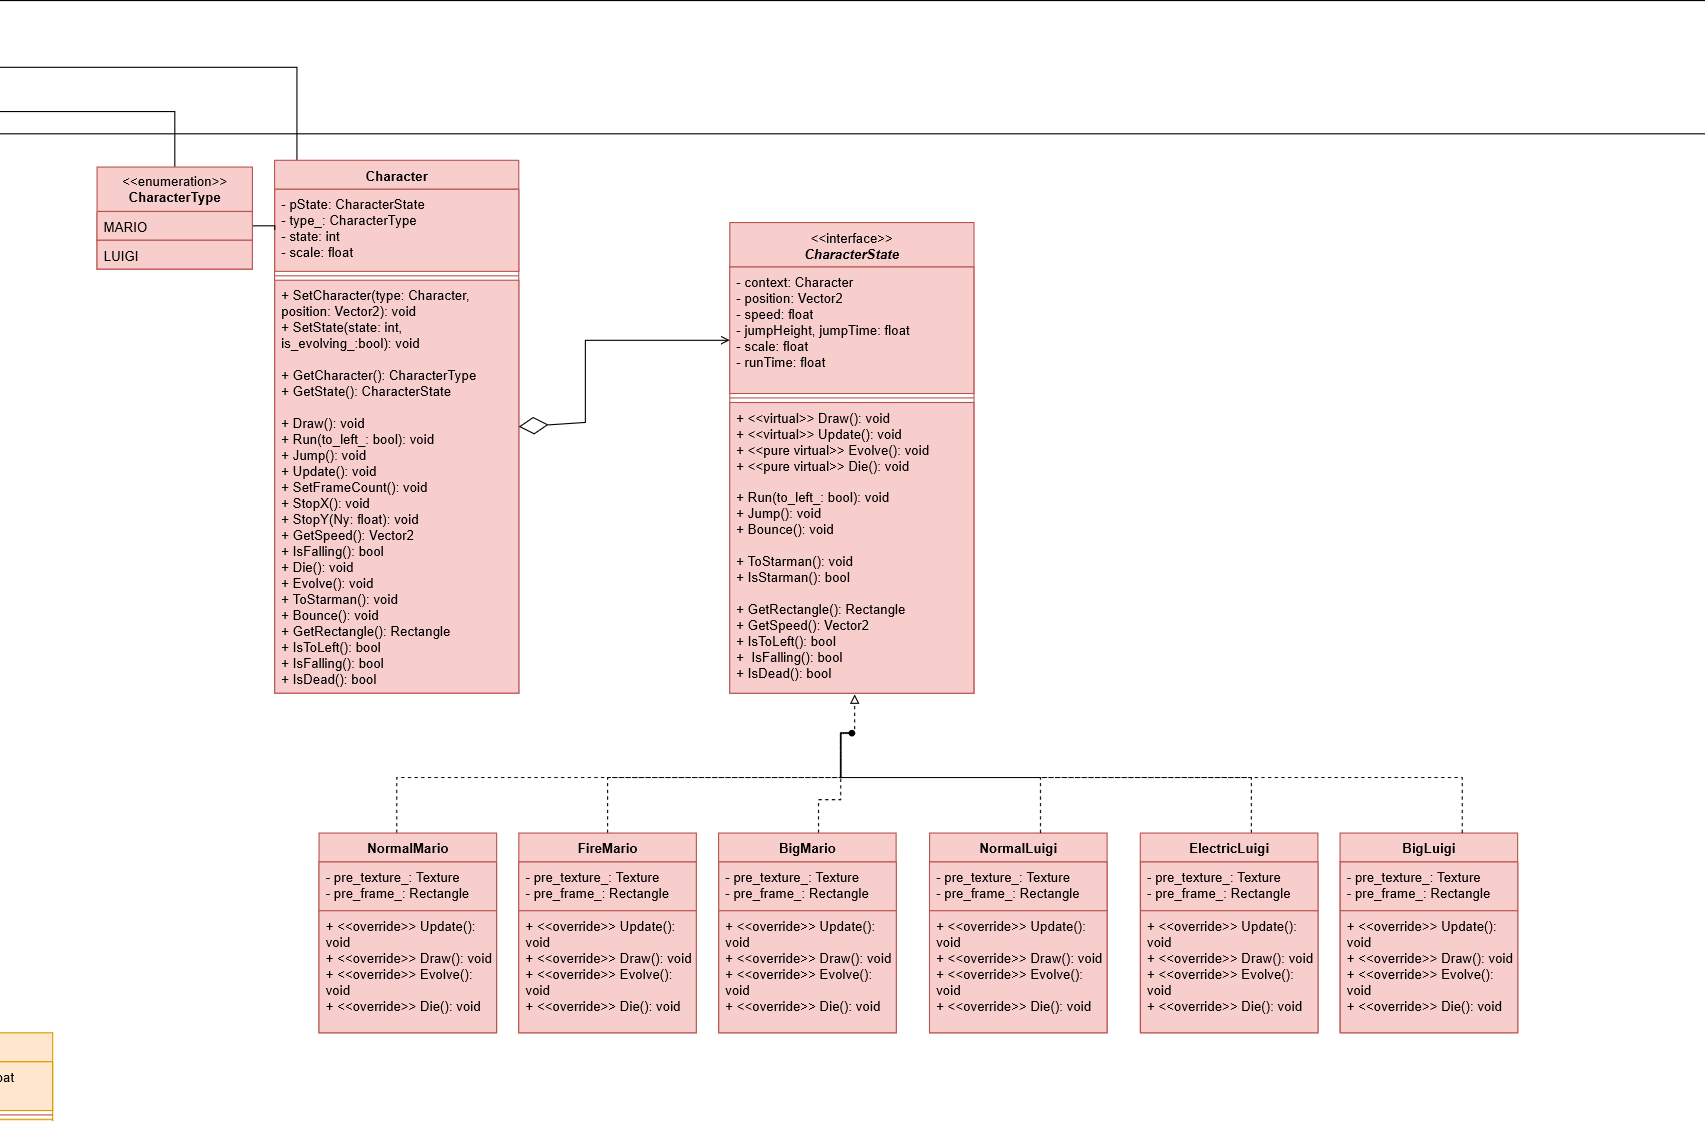 <<enumeration>>
CharacterType
MARIO
LUIGI
Character
- pState: CharacterState
- type_: CharacterType
- state: int
- scale: float
+ SetCharacter(type: Character,
position: Vector2): void
+ SetState(state: int,
is_evolving_:bool): void
+ GetCharacter(): CharacterType
+ GetState(): CharacterState
+ Draw(): void
+ Run(to_left_: bool): void
+ Jump(): void
+ Update(): void
+ SetFrameCount(): void
+ StopX(): void
+ StopY(Ny: float): void
+ GetSpeed(): Vector2
+ IsFalling(): bool
+ Die(): void
+ Evolve(): void
+ ToStarman(): void
+ Bounce(): void
+ GetRectangle(): Rectangle
+ IsToLeft(): bool
+ IsFalling(): bool
+ IsDead(): bool
<<interface>>
CharacterState
- context: Character
- position: Vector2
- speed: float
- jumpHeight, jumpTime: float
- scale: float
- runTime: float
+ <<virtual>> Draw(): void
+ <<virtual>> Update(): void
+ <<pure virtual>> Evolve(): void
+ <<pure virtual>> Die(): void
+ Run(to_left_: bool): void
+ Jump(): void
+ Bounce(): void
+ ToStarman(): void
+ IsStarman(): bool
+ GetRectangle(): Rectangle
+ GetSpeed(): Vector2
+ IsToLeft(): bool
+  IsFalling(): bool
+ IsDead(): bool
NormalMario
- pre_texture_: Texture
- pre_frame_: Rectangle
+ <<override>> Update():
void
+ <<override>> Draw(): void
+ <<override>> Evolve():
void
+ <<override>> Die(): void
FireMario
- pre_texture_: Texture
- pre_frame_: Rectangle
+ <<override>> Update():
void
+ <<override>> Draw(): void
+ <<override>> Evolve():
void
+ <<override>> Die(): void
BigMario
- pre_texture_: Texture
- pre_frame_: Rectangle
+ <<override>> Update():
void
+ <<override>> Draw(): void
+ <<override>> Evolve():
void
+ <<override>> Die(): void
NormalLuigi
- pre_texture_: Texture
- pre_frame_: Rectangle
+ <<override>> Update():
void
+ <<override>> Draw(): void
+ <<override>> Evolve():
void
+ <<override>> Die(): void
ElectricLuigi
- pre_texture_: Texture
- pre_frame_: Rectangle
+ <<override>> Update():
void
+ <<override>> Draw(): void
+ <<override>> Evolve():
void
+ <<override>> Die(): void
BigLuigi
- pre_texture_: Texture
- pre_frame_: Rectangle
+ <<override>> Update():
void
+ <<override>> Draw(): void
+ <<override>> Evolve():
void
+ <<override>> Die(): void